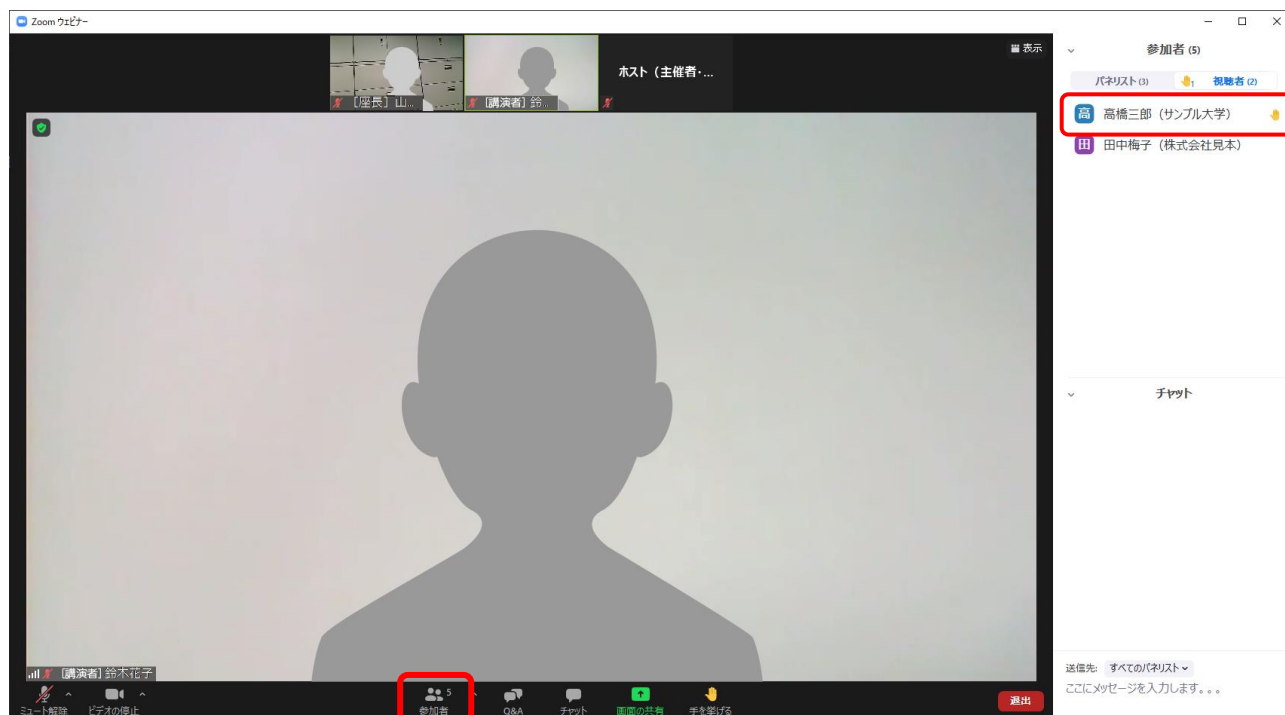 Zoom ウェビナー
[座長] 山...
[講演者] 鈴...
ホスト（主催者・...
表示
参加者 (5)
パネリスト (3)
1 視聴者 (2)
高 高橋三郎（サンプル大学）
田 田中梅子（株式会社見本）
チャット
[講演者] 鈴木花子
送信先: すべてのパネリスト
ここにメッセージを入力します。。。
ミュート解除
ビデオの停止
5
参加者
Q&A
チャット
画面の共有
手を挙げる
退出